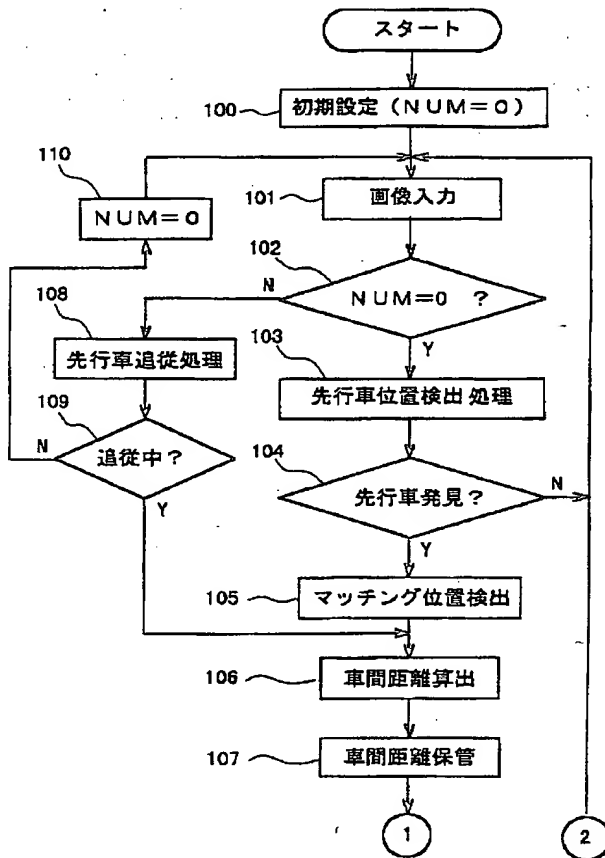 スタート
100
初期設定(NUM=0)
110
NUM=0
101
画像入力
102
NUM=0 ?
N
Y
108
先行車追従処理
103
先行車位置検出処理
109
追従中?
N
Y
104
先行車発見?
N
Y
105
マッチング位置検出
106
車間距離算出
107
車間距離保管
1
2